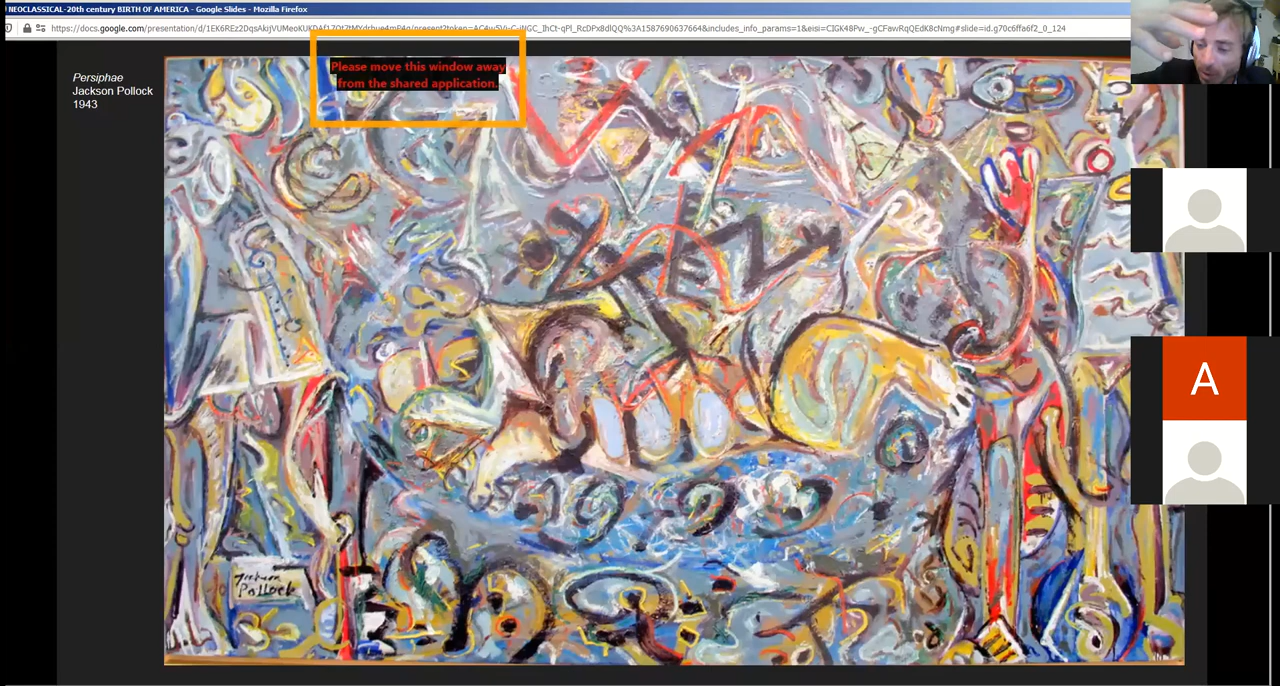 NEOCLASSICAL-20th century BIRTH OF AMERICA - Google Slides - Mozilla Firefox
Please move this window away
from the shared application.
Persiphae
Jackson Pollock
1943
A
Jackson
Pollock